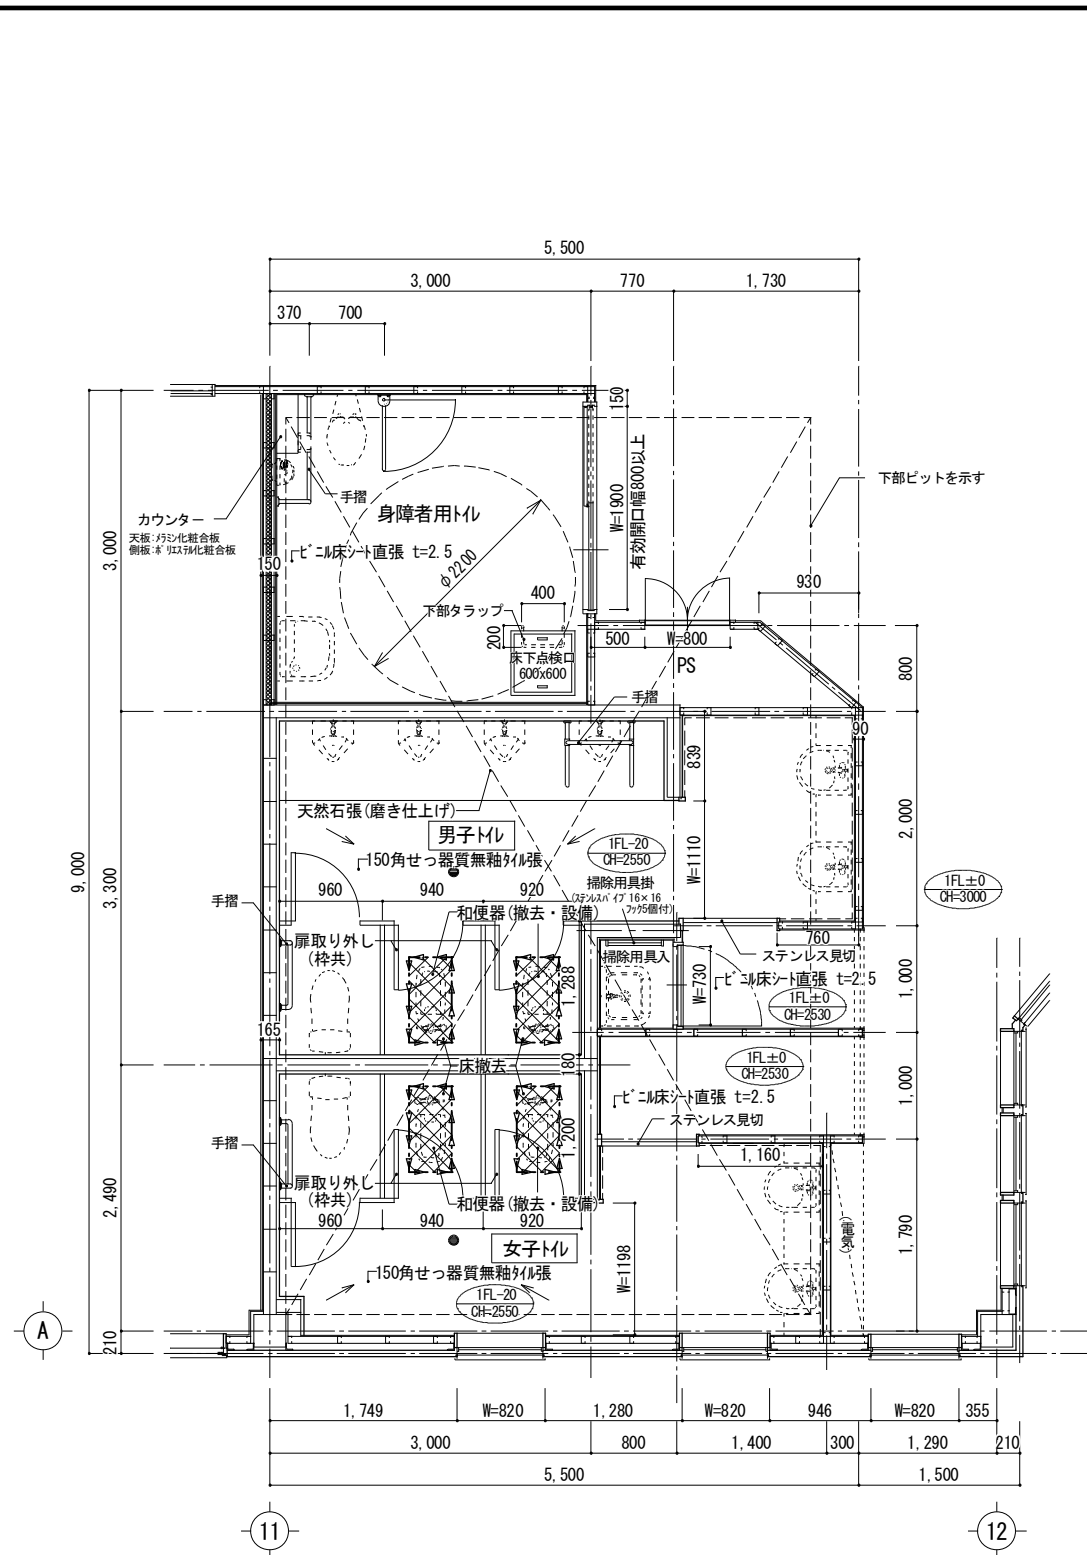 5,500
3,000
770
1,730
370
700
150
W=1900
有効開口幅800以上
下部ピットを示す
手摺
身障者用トイレ
カウンター
天板:メラミン化粧合板
側板:ポリエステル化粧合板
3,000
150
ビニル床シート直張 t=2.5
φ2200
930
400
下部タラップ
200
床下点検口
600x600
500
W=800
PS
800
手摺
90
839
天然石張(磨き仕上げ)
男子トイレ
1FL-20
CH=2550
W=1110
2,000
150角せっ器質無釉タイル張
9,000
3,300
掃除用具掛
(ステンレスパイプ 16×16
フック5個付)
1FL±0
CH=3000
960
940
920
手摺
和便器(撤去・設備)
扉取り外し
(枠共)
760
ステンレス見切
掃除用具入
W=730
ビニル床シート直張 t=2.5
1,288
1FL±0
CH=2530
1,000
165
床撤去
180
1FL±0
CH=2530
ビニル床シート直張 t=2.5
1,000
ステンレス見切
手摺
1,200
1,160
扉取り外し
(枠共)
和便器(撤去・設備)
2,490
960
940
920
(電気)
1,790
女子トイレ
W=1198
150角せっ器質無釉タイル張
1FL-20
CH=2550
A
210
1,749
W=820
1,280
W=820
946
W=820
355
3,000
800
1,400
300
1,290
210
5,500
1,500
11
12